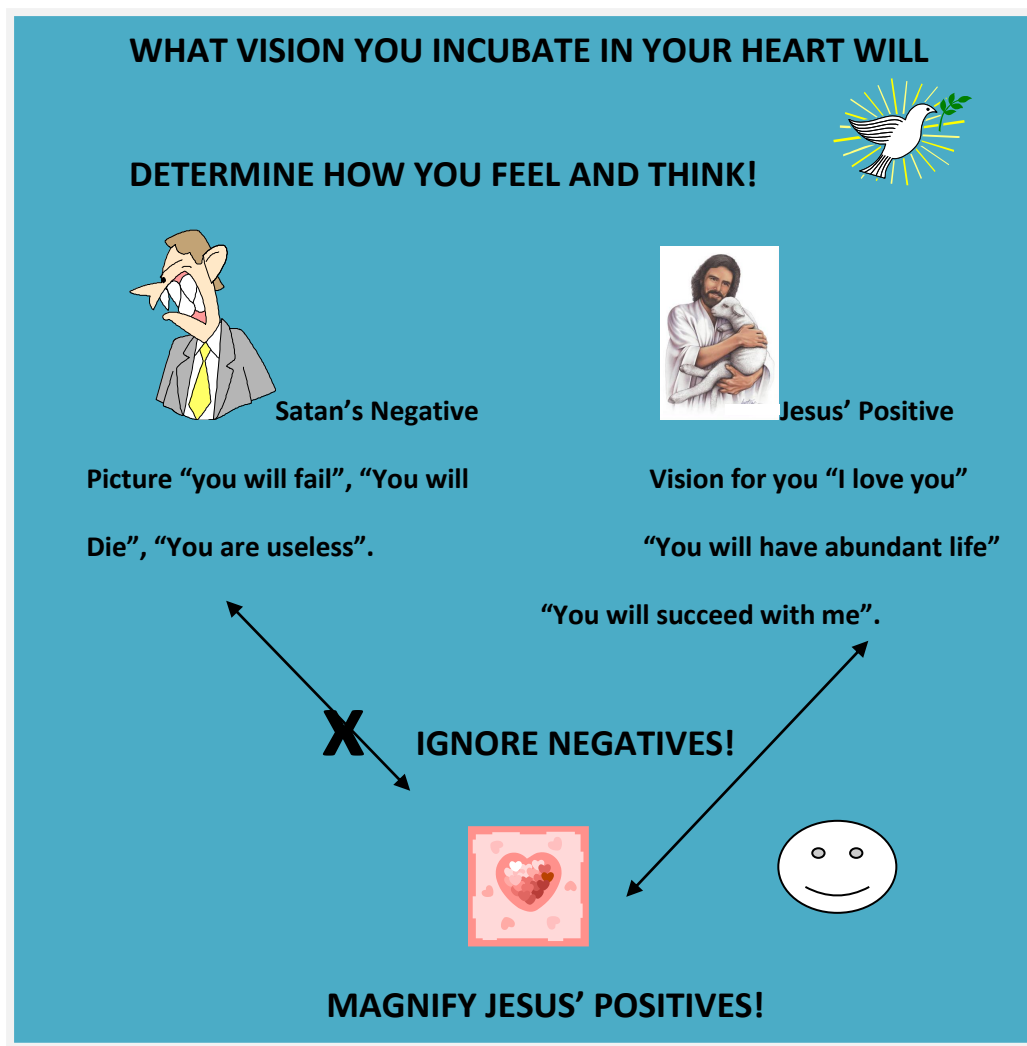 WHAT VISION YOU INCUBATE IN YOUR HEART WILL
DETERMINE HOW YOU FEEL AND THINK!
Satan’s Negative
Picture “you will fail”, “You will
Die”, “You are useless”.
Jesus’ Positive
Vision for you “I love you”
“You will have abundant life”
“You will succeed with me”.
X IGNORE NEGATIVES!
MAGNIFY JESUS’ POSITIVES!